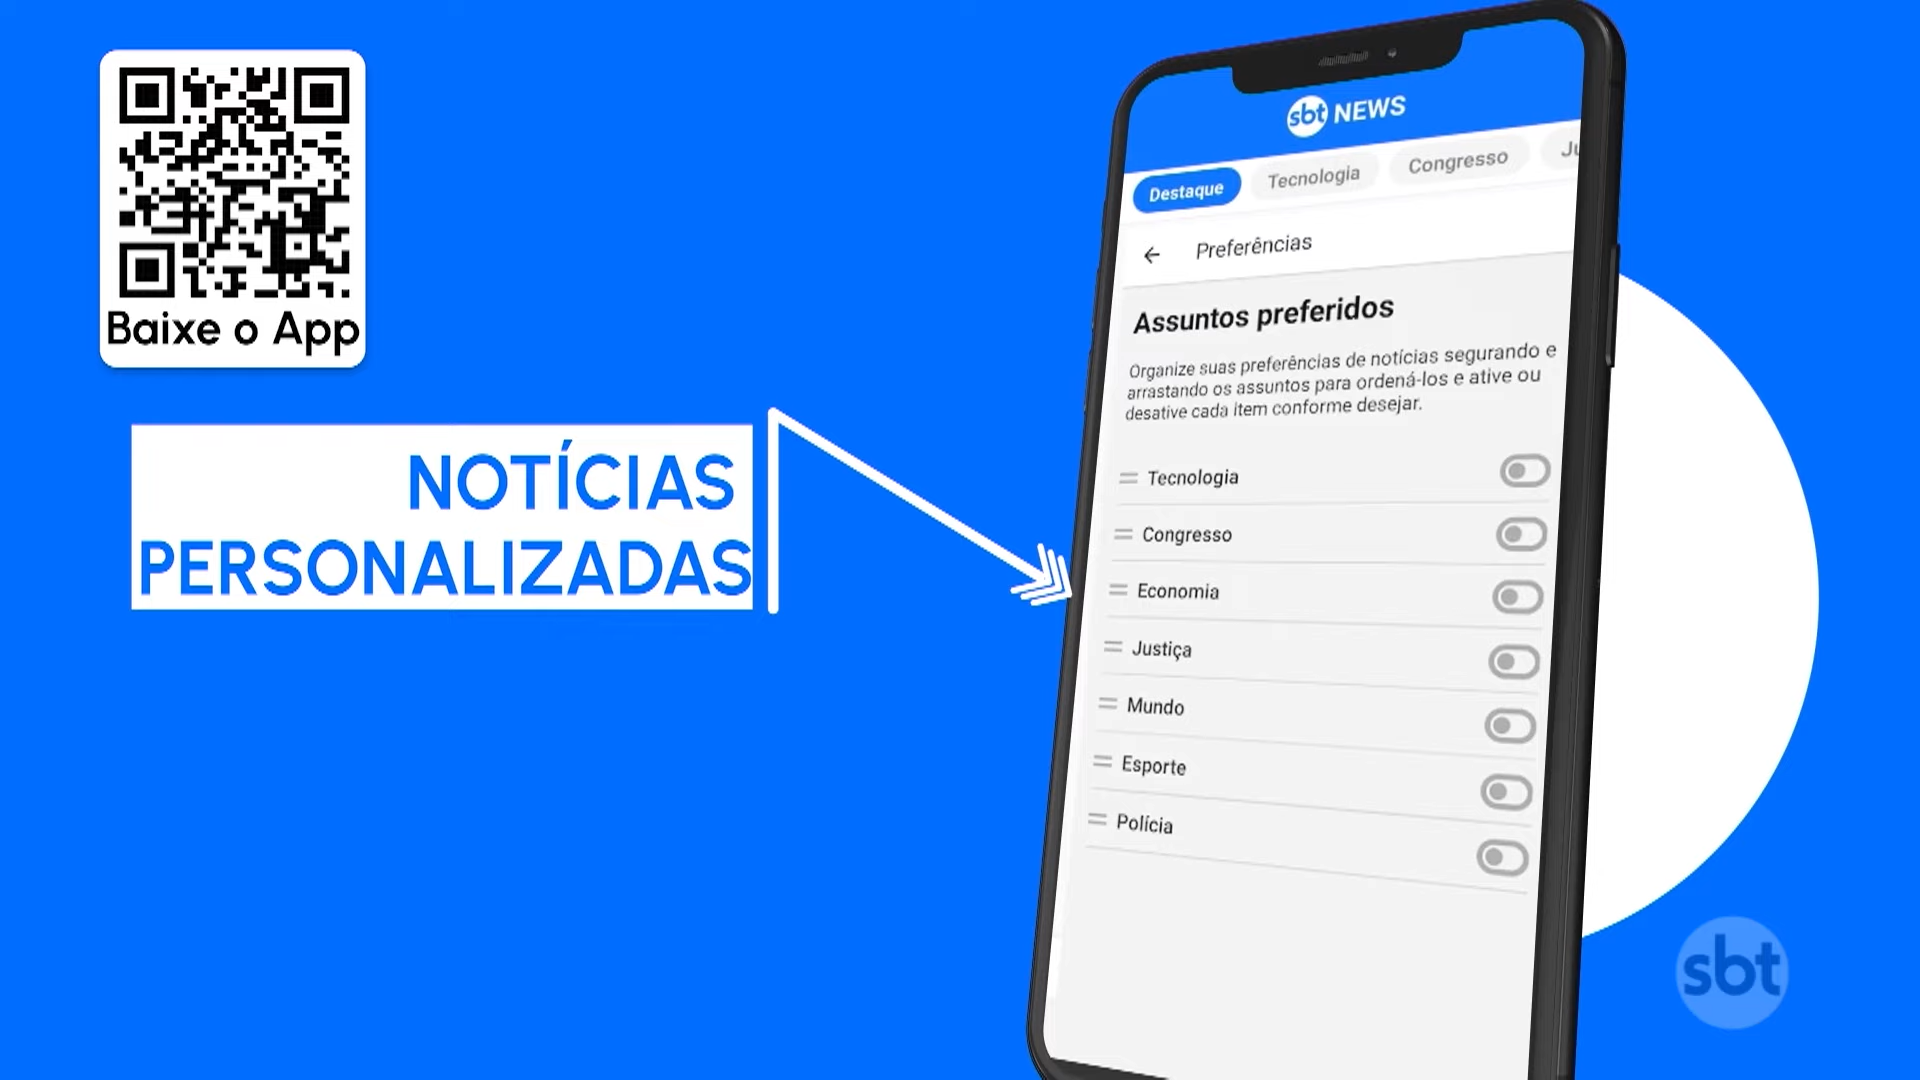 Baixe o App
NOTÍCIAS
PERSONALIZADAS
sbt NEWS
Destaque
Tecnologia
Congresso
Ju
Preferências
Assuntos preferidos
Organize suas preferências de notícias segurando e
arrastando os assuntos para ordená-los e ative ou
desative cada item conforme desejar.
Tecnologia
Congresso
Economia
Justiça
Mundo
Esporte
Polícia
sbt